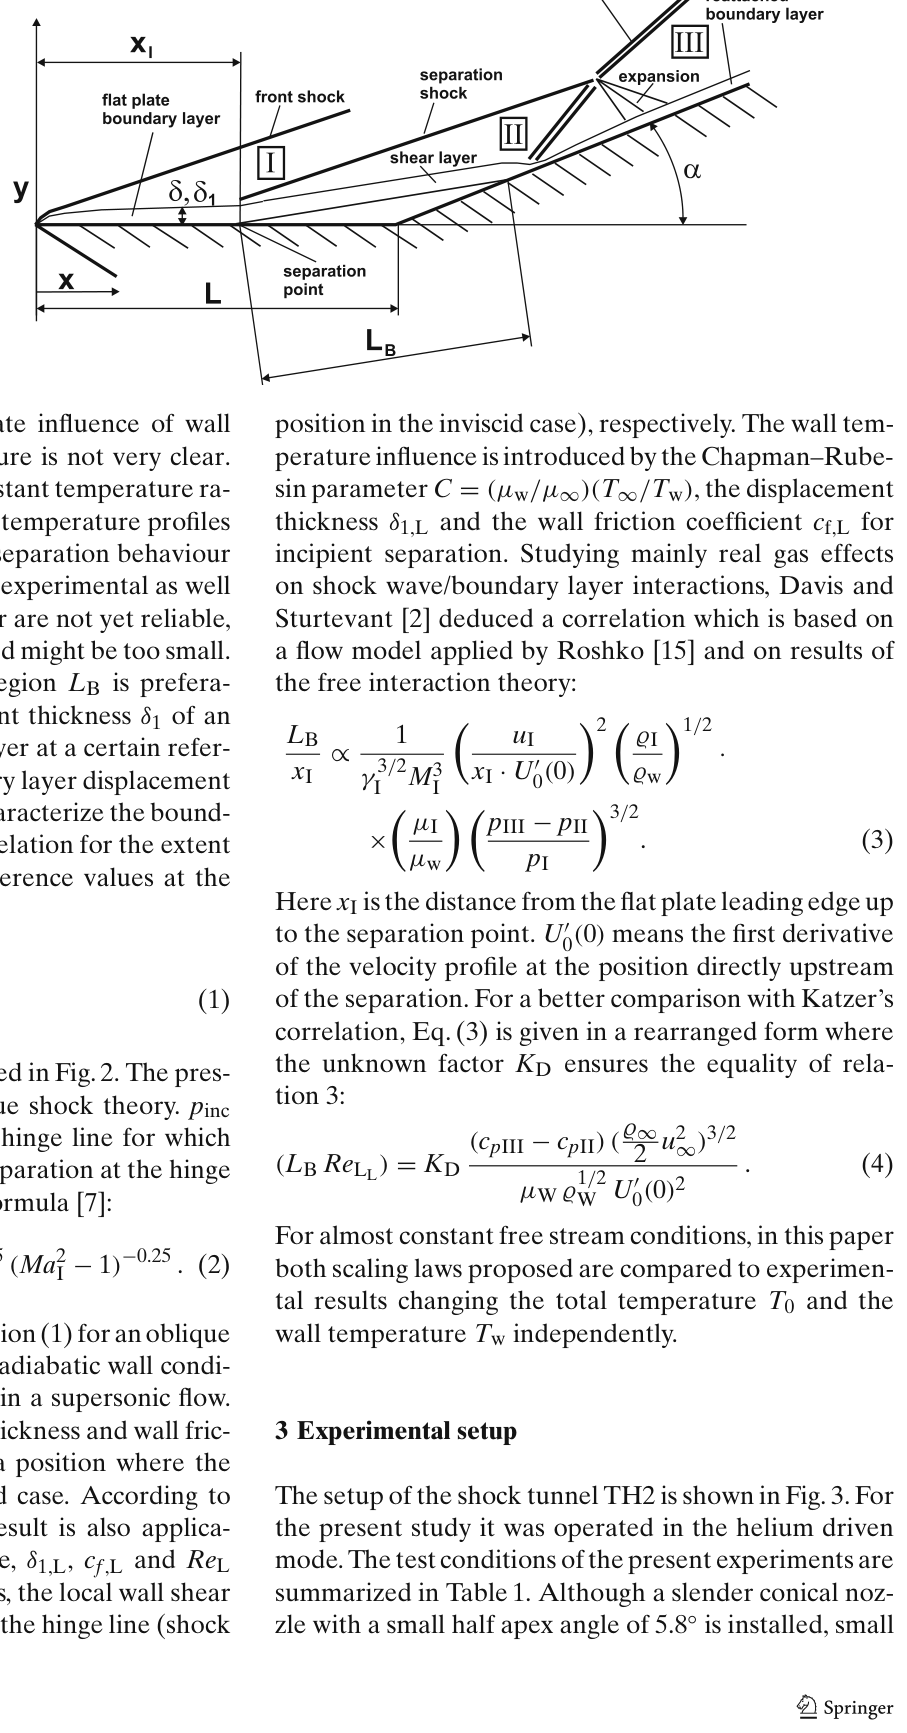 reattached
boundary layer
III
x_I
separation
shock
expansion
flat plate
boundary layer
front shock
II
I
shear layer
α
y
δ, δ_1
separation
point
x
L
L_B
ate influence of wall
ure is not very clear.
stant temperature ra-
temperature profiles
separation behaviour
experimental as well
r are not yet reliable,
d might be too small.
egion L_B is prefera-
nt thickness δ_1 of an
yer at a certain refer-
ry layer displacement
aracterize the bound-
elation for the extent
erence values at the
(1)
ed in Fig. 2. The pres-
ue shock theory. p_inc
hinge line for which
paration at the hinge
ormula [7]:
(Ma_I^2 − 1)^{−0.25} . (2)
ion (1) for an oblique
adiabatic wall condi-
in a supersonic flow.
ickness and wall fric-
a position where the
d case. According to
esult is also applica-
e, δ_{1,L}, c_{f,L} and Re_L
s, the local wall shear
the hinge line (shock
position in the inviscid case), respectively. The wall tem-
perature influence is introduced by the Chapman–Rube-
sin parameter C = (μ_w/μ_∞)(T_∞/T_w), the displacement
thickness δ_{1,L} and the wall friction coefficient c_{f,L} for
incipient separation. Studying mainly real gas effects
on shock wave/boundary layer interactions, Davis and
Sturtevant [2] deduced a correlation which is based on
a flow model applied by Roshko [15] and on results of
the free interaction theory:
L_B/x_I ∝ 1/(γ_I^{3/2} M_I^3) (u_I/(x_I · U′_0(0)))^2 (ϱ_I/ϱ_w)^{1/2} ·
×(μ_I/μ_w) ((p_III − p_II)/p_I)^{3/2} . (3)
Here x_I is the distance from the flat plate leading edge up
to the separation point. U′_0(0) means the first derivative
of the velocity profile at the position directly upstream
of the separation. For a better comparison with Katzer’s
correlation, Eq. (3) is given in a rearranged form where
the unknown factor K_D ensures the equality of rela-
tion 3:
(L_B Re_{L_L}) = K_D (c_{pIII} − c_{pII}) (ϱ_∞/2 u_∞^2)^{3/2} / (μ_W ϱ_W^{1/2} U′_0(0)^2) . (4)
For almost constant free stream conditions, in this paper
both scaling laws proposed are compared to experimen-
tal results changing the total temperature T_0 and the
wall temperature T_w independently.
3 Experimental setup
The setup of the shock tunnel TH2 is shown in Fig. 3. For
the present study it was operated in the helium driven
mode. The test conditions of the present experiments are
summarized in Table 1. Although a slender conical noz-
zle with a small half apex angle of 5.8° is installed, small
Springer